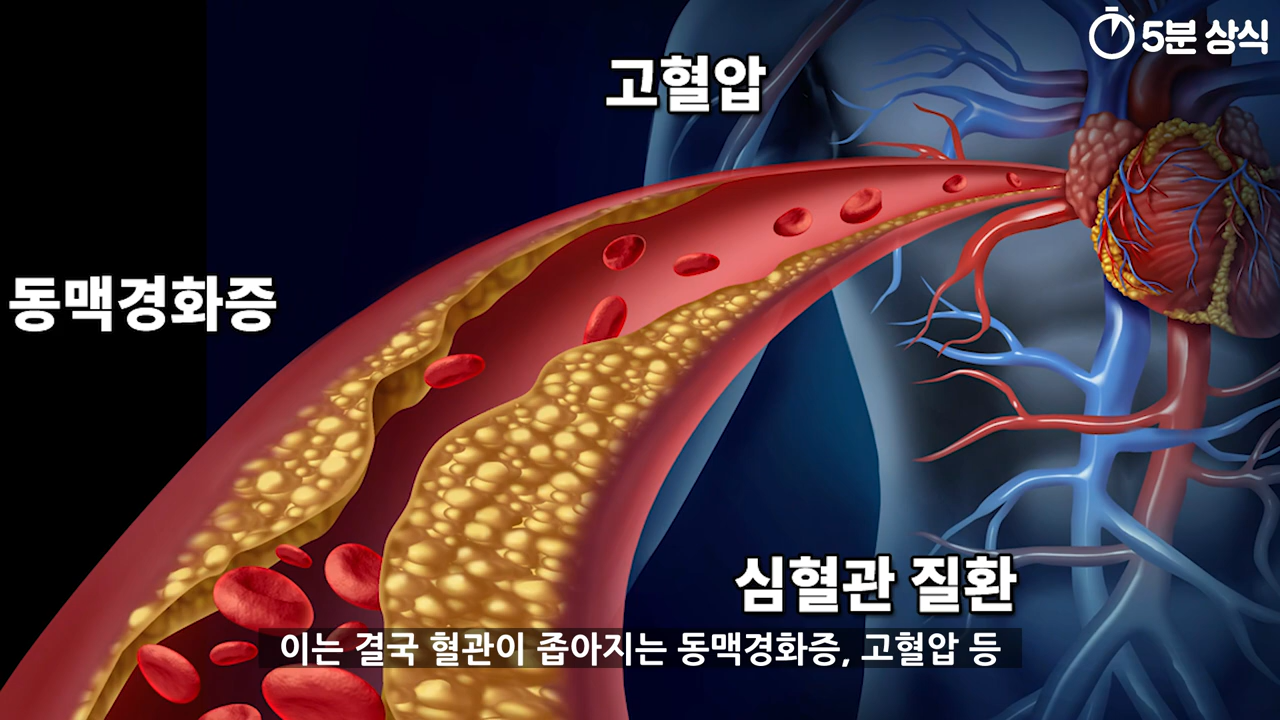 5분 상식
고혈압
동맥경화증
심혈관 질환
이는 결국 혈관이 좁아지는 동맥경화증, 고혈압 등